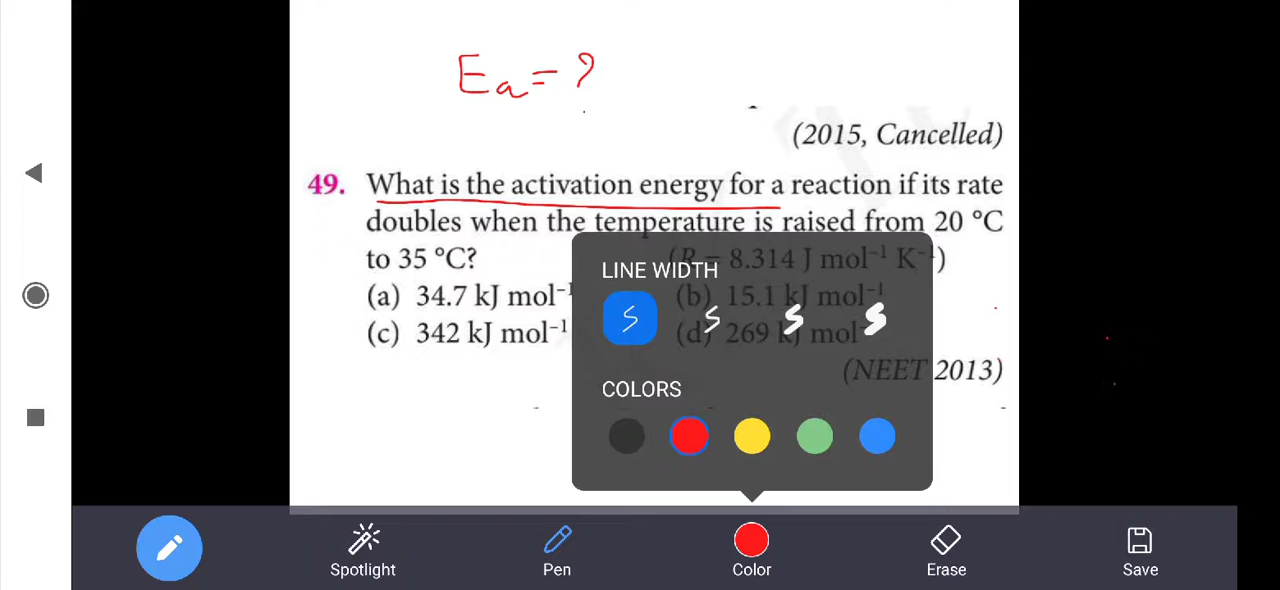 Ea = ?
(2015, Cancelled)
49. What is the activation energy for a reaction if its rate
doubles when the temperature is raised from 20 °C
to 35 °C? (R = 8.314 J mol⁻¹ K⁻¹)
(a) 34.7 kJ mol⁻¹ (b) 15.1 kJ mol⁻¹
(c) 342 kJ mol⁻¹ (d) 269 kJ mol⁻
(NEET 2013)
LINE WIDTH
COLORS
Spotlight Pen Color Erase Save